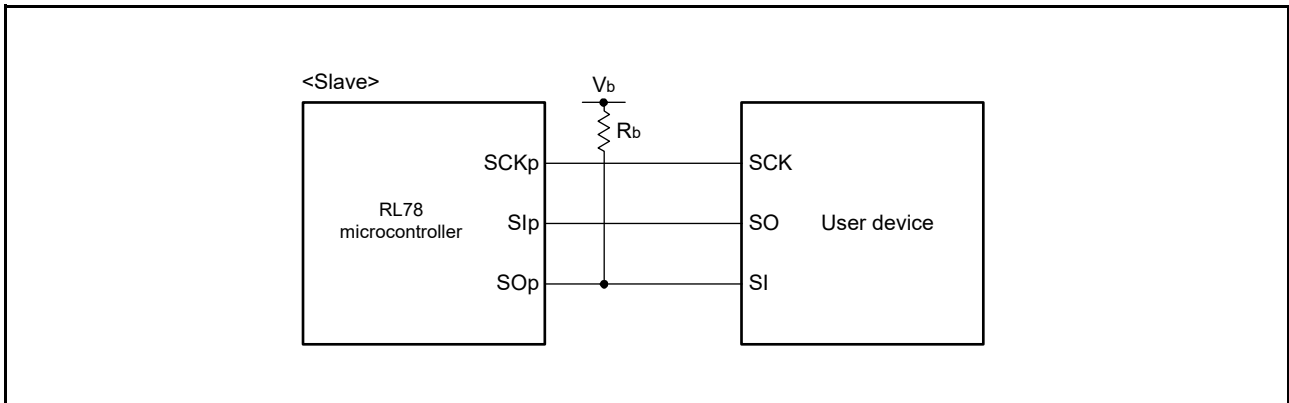 <Slave>
Vb
Rb
SCKp
SCK
RL78
microcontroller
SIp
SO
User device
SOp
SI